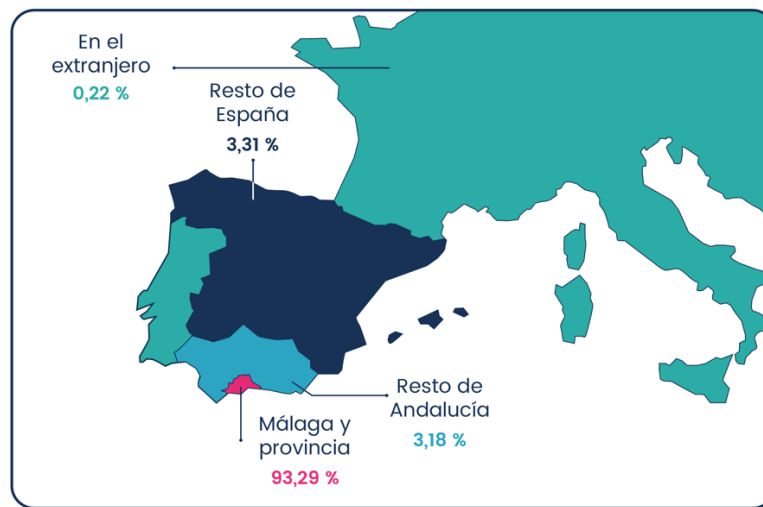 En el
extranjero
0,22 %
Resto de
España
3,31 %
Resto de
Andalucía
3,18 %
Málaga y
provincia
93,29 %